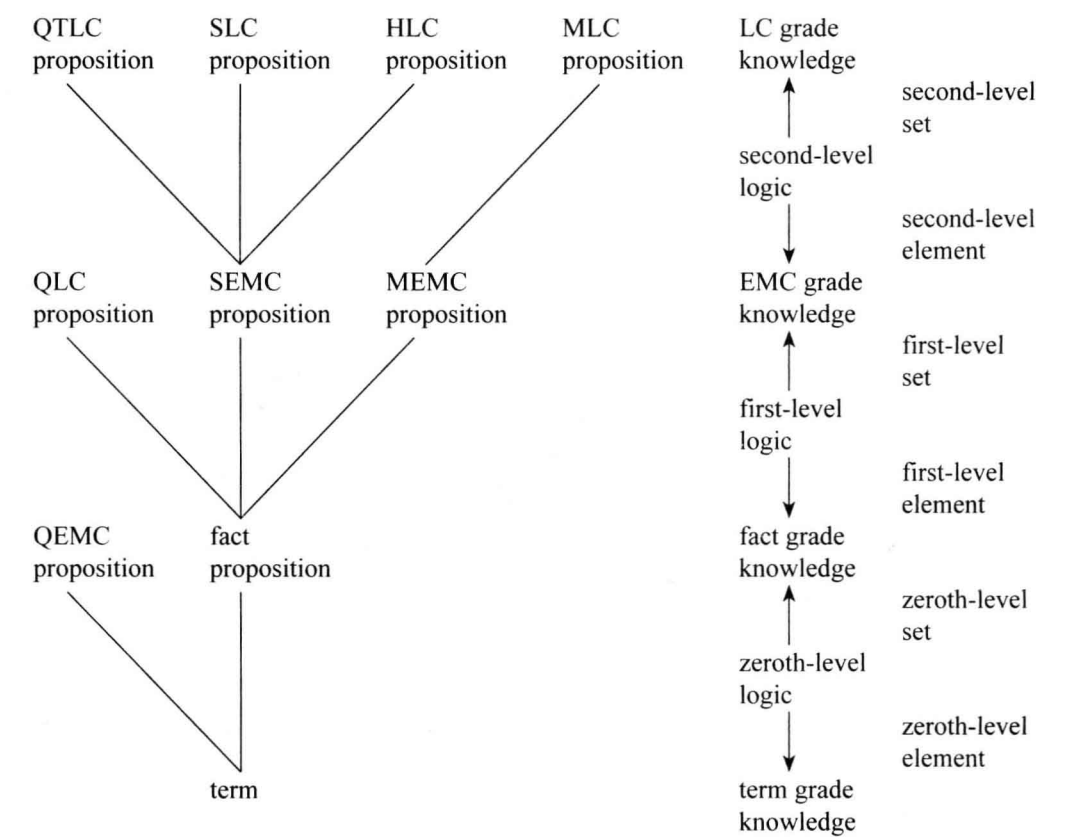 QTLC
proposition
SLC
proposition
HLC
proposition
MLC
proposition
LC grade
knowledge
second-level
set
second-level
logic
second-level
element
QLC
proposition
SEMC
proposition
MEMC
proposition
EMC grade
knowledge
first-level
set
first-level
logic
first-level
element
QEMC
proposition
fact
proposition
fact grade
knowledge
zeroth-level
set
zeroth-level
logic
zeroth-level
element
term
term grade
knowledge